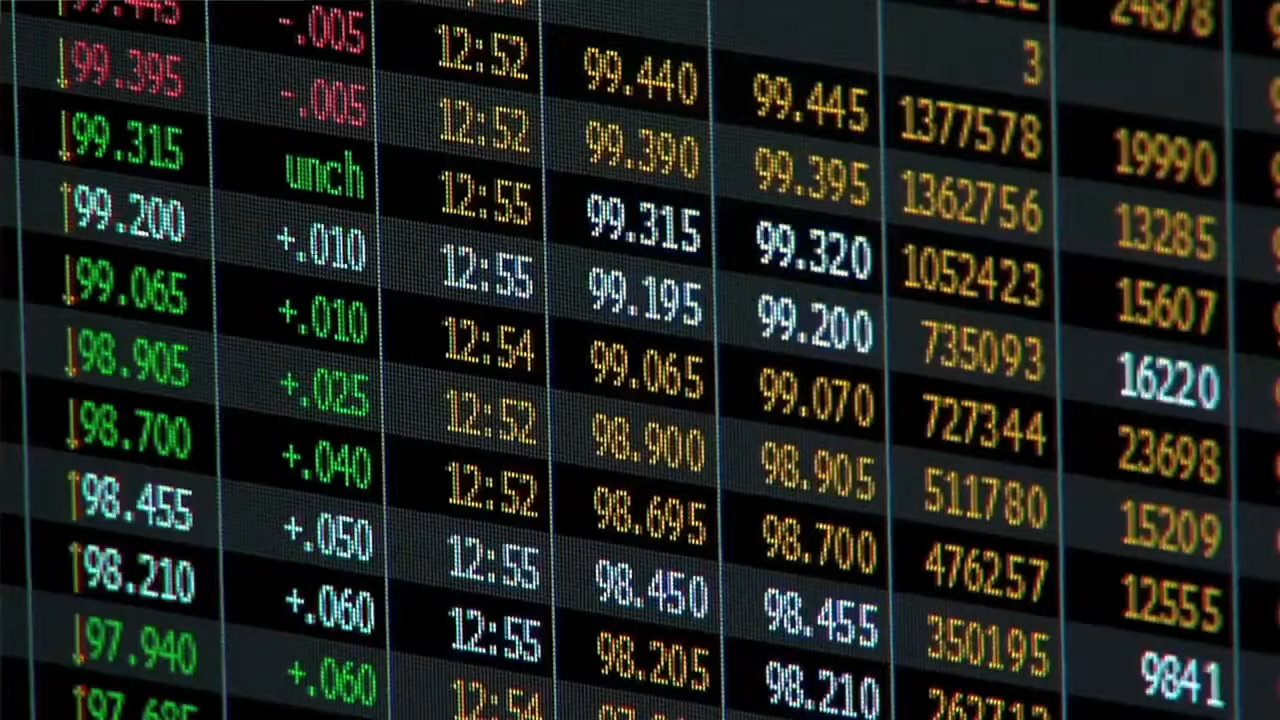 24878
3
99.445 -.005 12:52 99.440 99.445 1377578 19990
↓99.395 -.005 12:52 99.390 99.395 1362756 13285
↓99.315 unch 12:55 99.315 99.320 1052423 15607
↑99.200 +.010 12:55 99.195 99.200 735093 16220
↓99.065 +.010 12:54 99.065 99.070 727344 23698
↓98.905 +.025 12:52 98.900 98.905 511780 15209
↓98.700 +.040 12:52 98.695 98.700 476257 12555
↑98.455 +.050 12:55 98.450 98.455 350195 9841
↑98.210 +.060 12:55 98.205 98.210
↓97.940 +.060 12:54
↑97.685